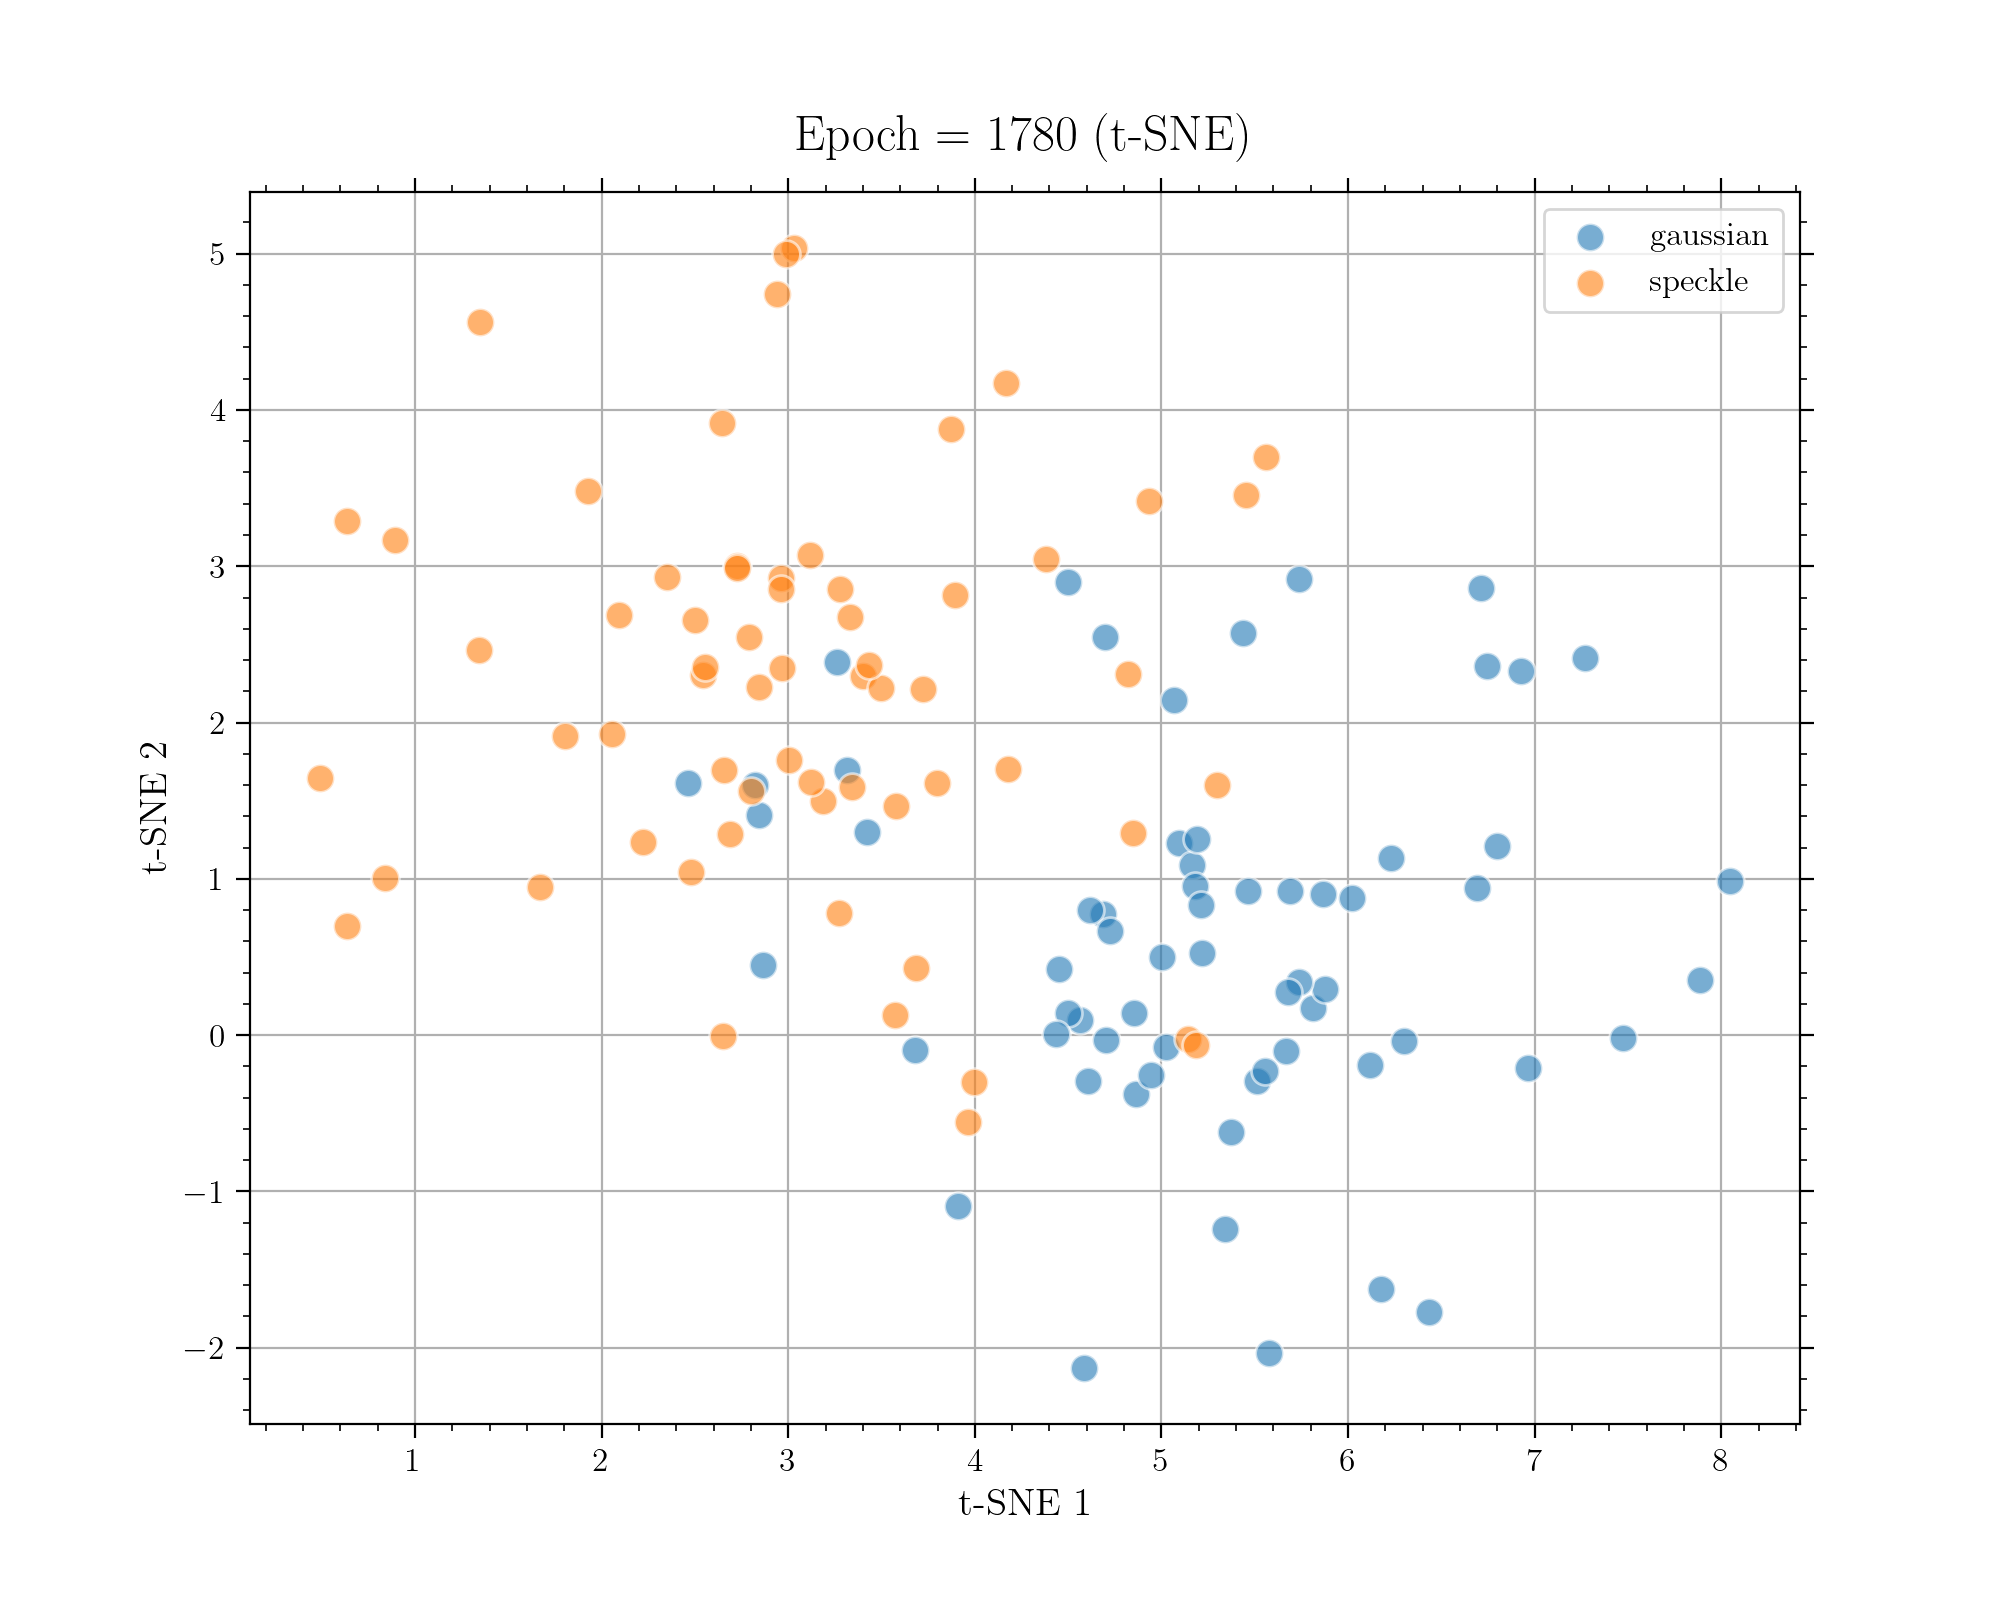 Epoch = 1780 (t-SNE)
gaussian
speckle
5
4
3
2
1
0
−1
−2
t-SNE 2
1 2 3 4 5 6 7 8
t-SNE 1